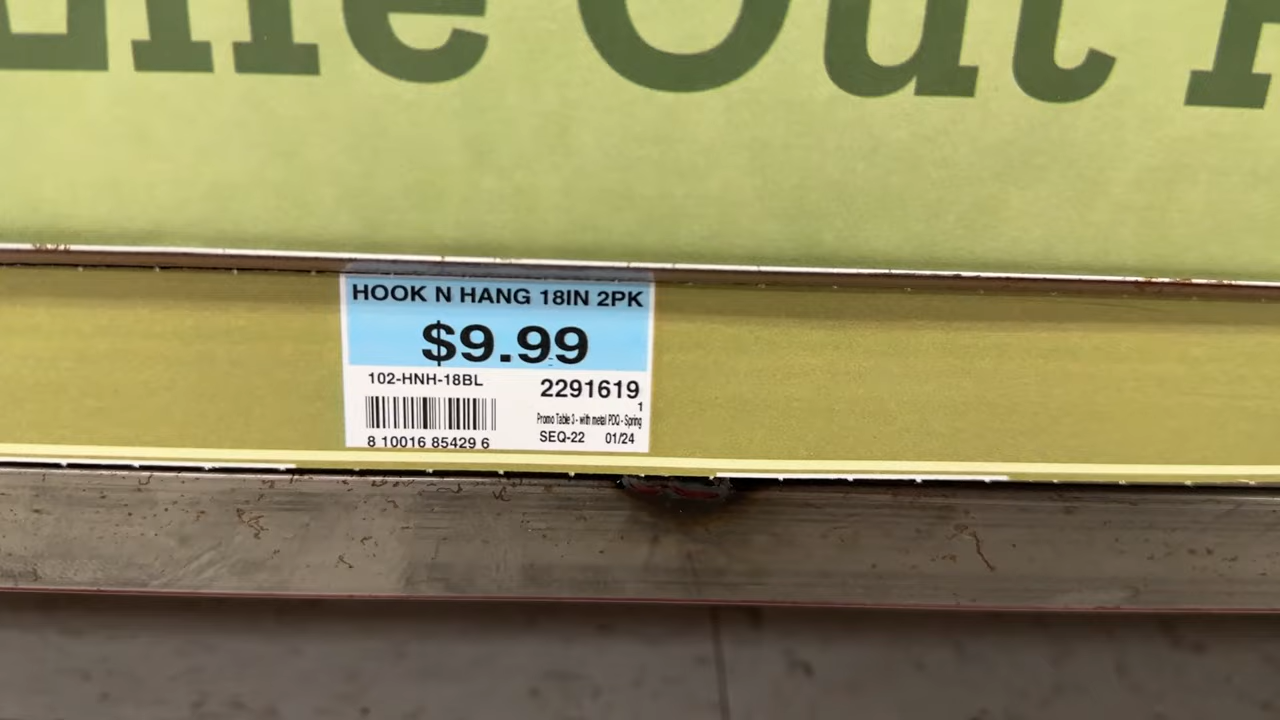 Out
HOOK N HANG 18IN 2PK
$9.99
102-HNH-18BL
2291619
1
Promo Table 3 - with metal PDQ - Spring
8 10016 85429 6
SEQ-22 01/24